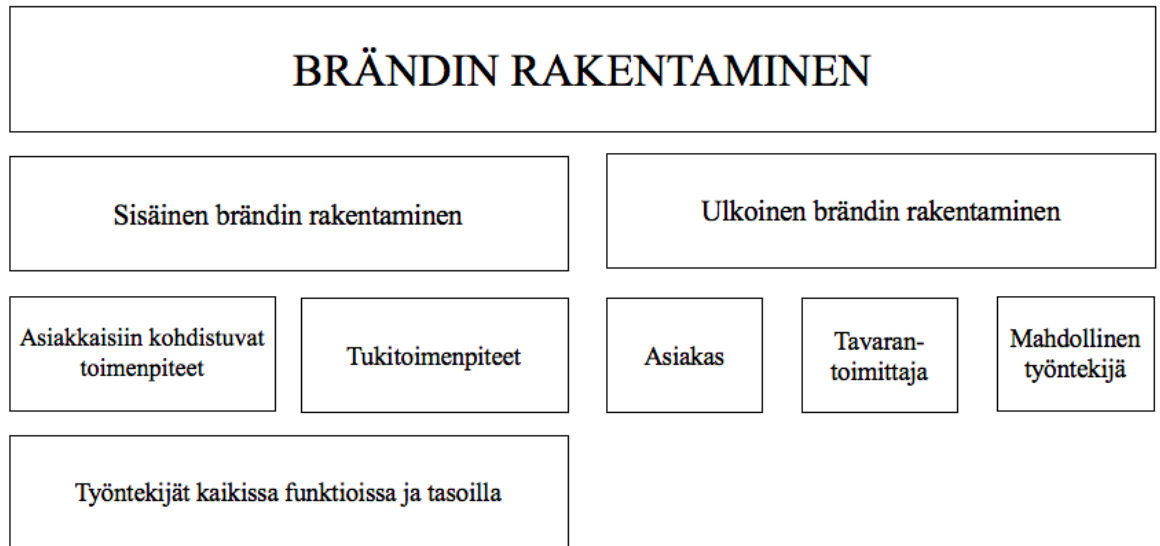 BRÄNDIN RAKENTAMINEN
Sisäinen brändin rakentaminen
Ulkoinen brändin rakentaminen
Asiakkaisiin kohdistuvat
toimenpiteet
Tukitoimenpiteet
Asiakas
Tavaran-
toimittaja
Mahdollinen
työntekijä
Työntekijät kaikissa funktioissa ja tasoilla